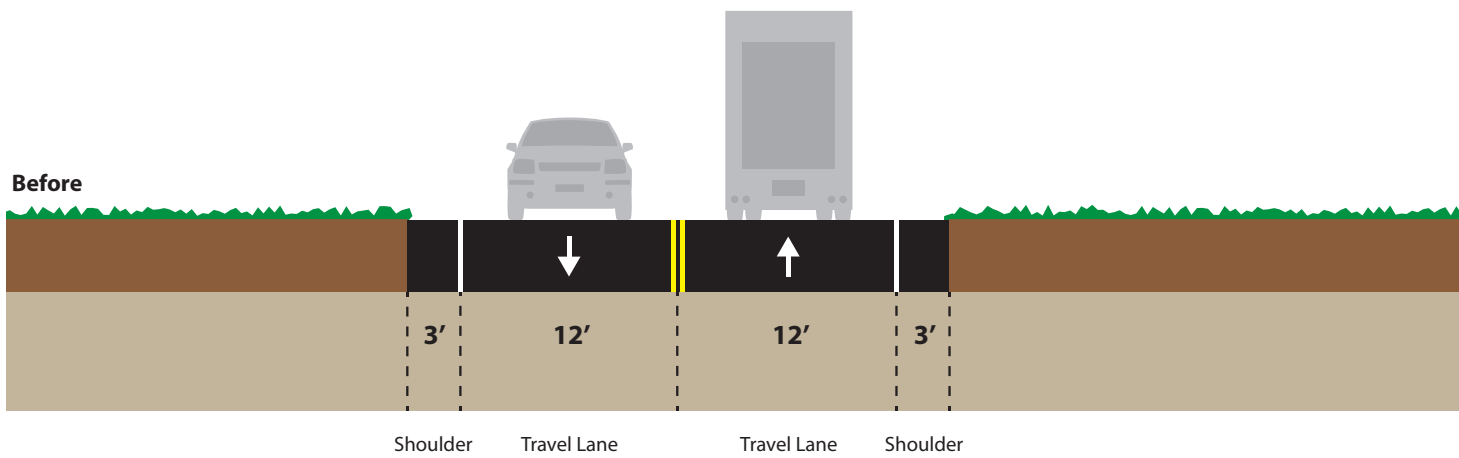 Before
3′ 12′ 12′ 3′
Shoulder Travel Lane Travel Lane Shoulder